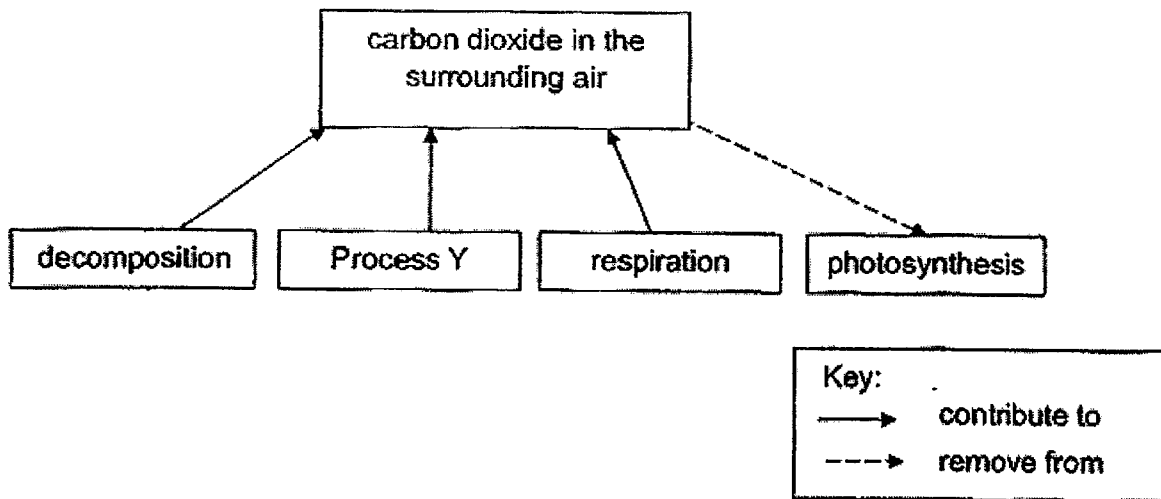 carbon dioxide in the
surrounding air
decomposition
Process Y
respiration
photosynthesis
Key:
contribute to
remove from